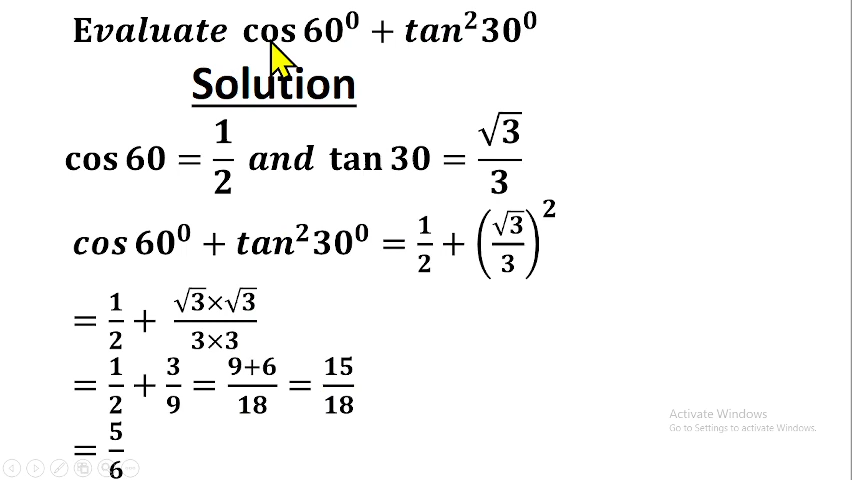 Evaluate cos 60⁰ + tan²30⁰
Solution
cos 60 = 1/2 and tan 30 = √3/3
cos 60⁰ + tan²30⁰ = 1/2 + (√3/3)²
= 1/2 + √3×√3/3×3
= 1/2 + 3/9 = 9+6/18 = 15/18
= 5/6
Activate Windows
Go to Settings to activate Windows.